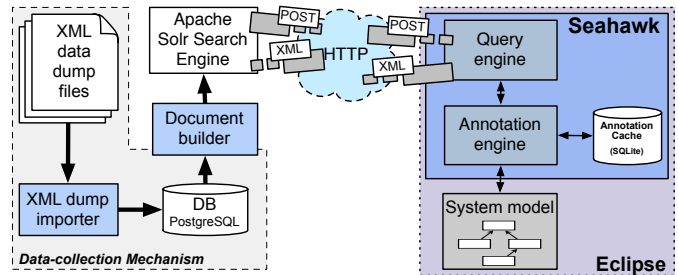 XML
data
dump
files
Apache
Solr Search
Engine
POST
XML
HTTP
POST
XML
Seahawk
Query
engine
Document
builder
Annotation
engine
Annotation
Cache
(SQLite)
XML dump
importer
DB
PostgreSQL
System model
Data-collection Mechanism
Eclipse